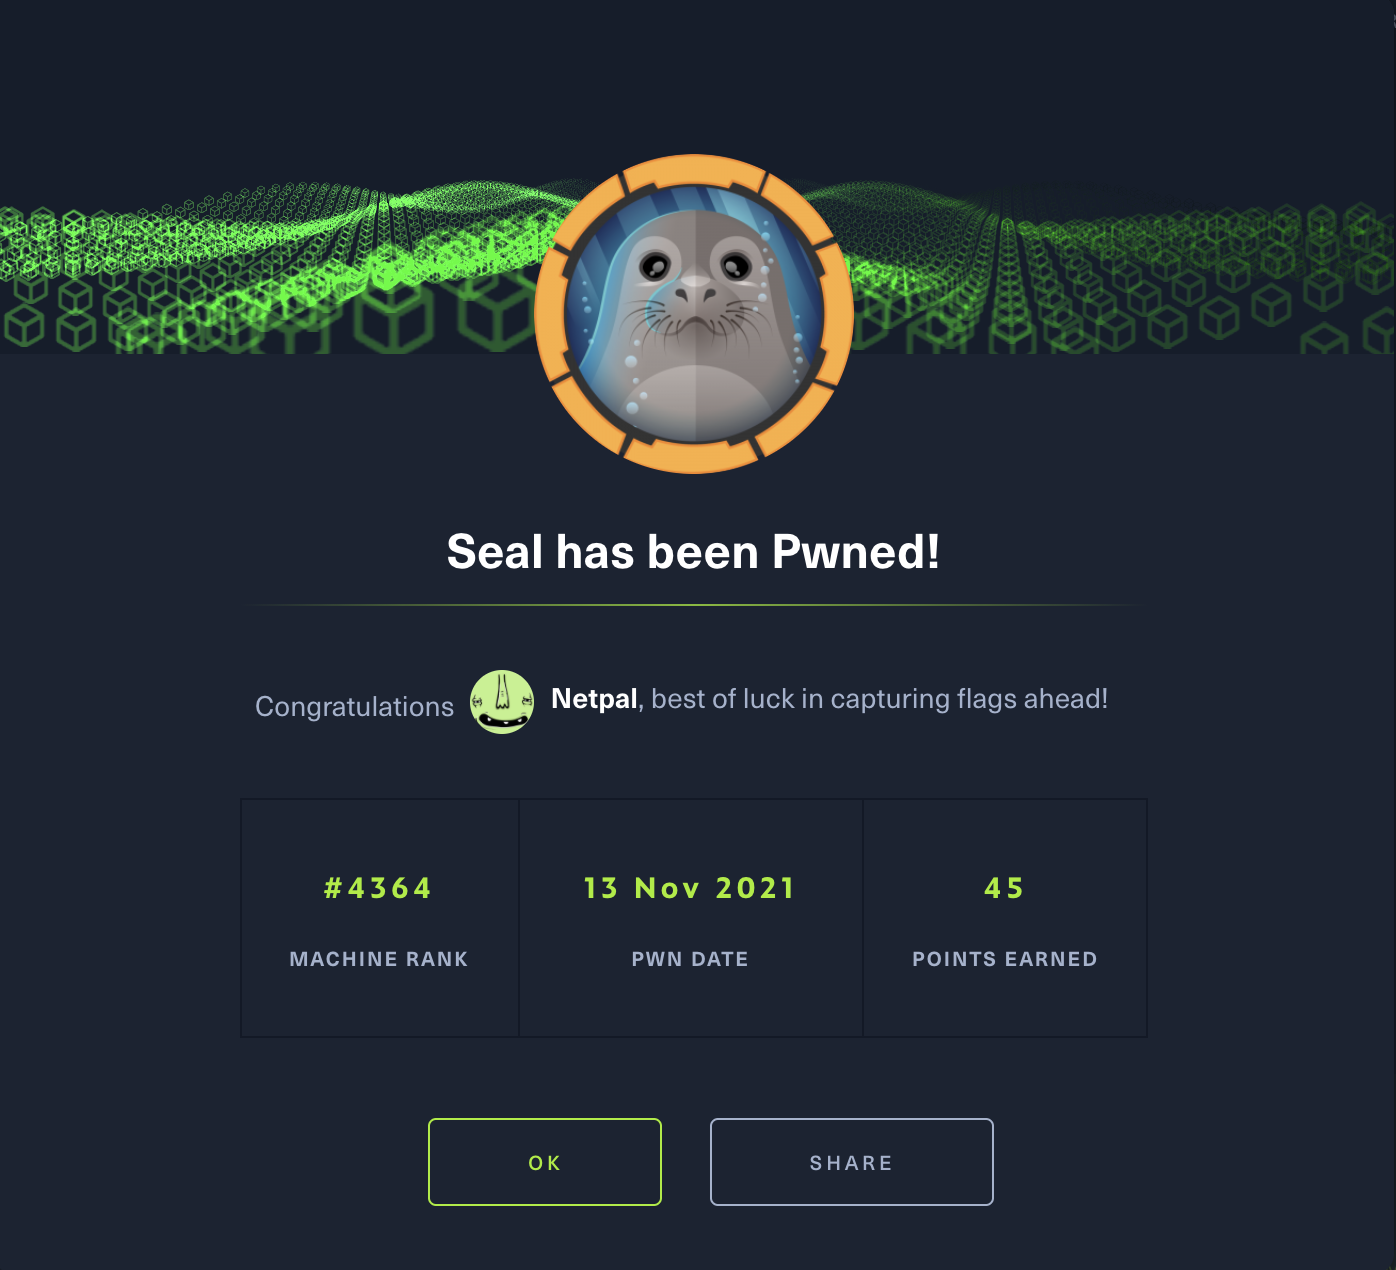 Seal has been Pwned!
Congratulations Netpal, best of luck in capturing flags ahead!
#4364
MACHINE RANK
13 Nov 2021
PWN DATE
45
POINTS EARNED
OK
SHARE